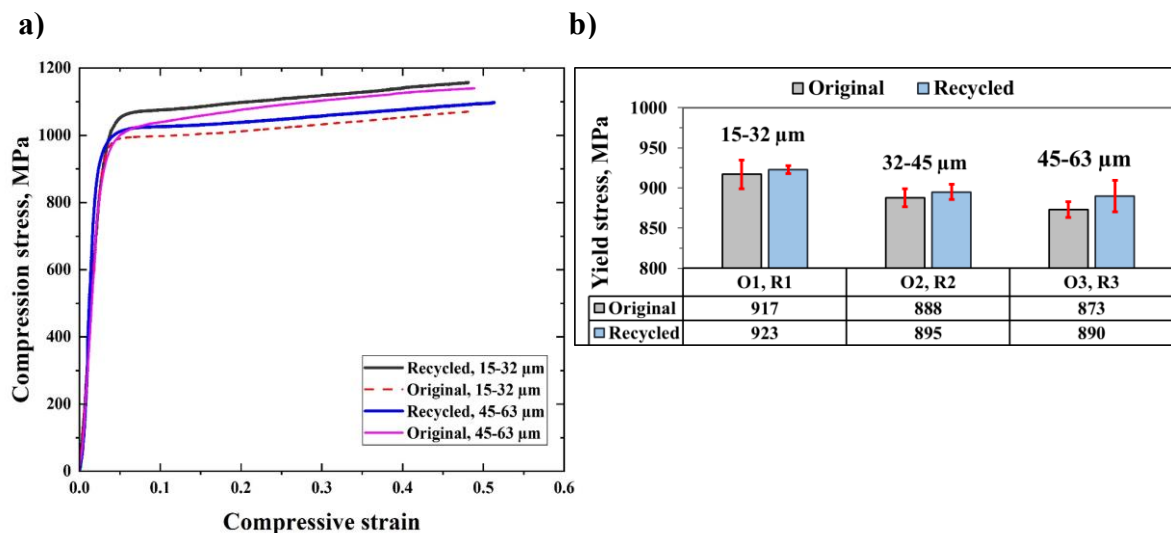 a)
b)
Compression stress, MPa
1200
1000
800
600
400
200
0
0.0 0.1 0.2 0.3 0.4 0.5 0.6
Compressive strain
Recycled, 15-32 µm
Original, 15-32 µm
Recycled, 45-63 µm
Original, 45-63 µm
Original Recycled
Yield stress, MPa
1000
950
900
850
800
15-32 µm
32-45 µm
45-63 µm
O1, R1 O2, R2 O3, R3
Original 917 888 873
Recycled 923 895 890